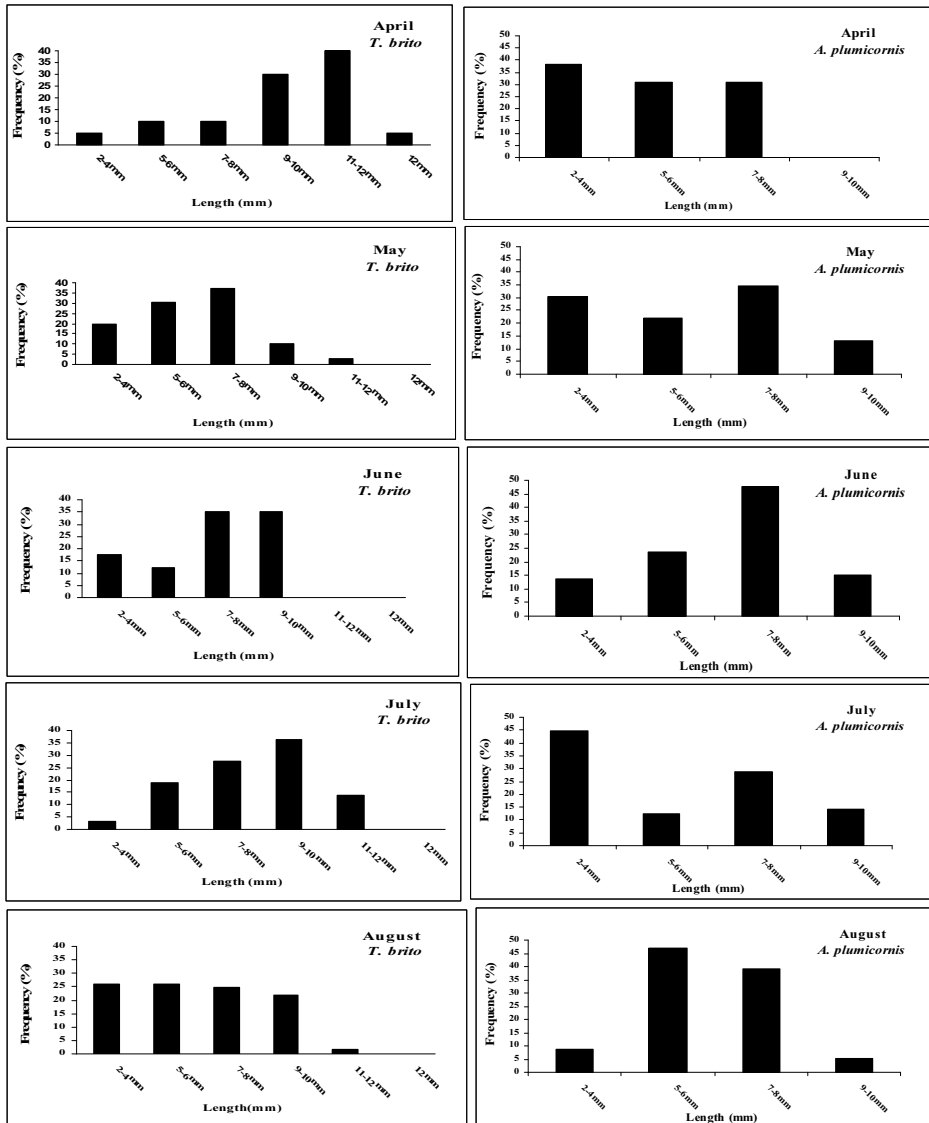 April
T. brito
Frequency (%)
40
30
20
10
5
0
2-4mm
5-6mm
7-8mm
9-10mm
11-12mm
12mm
Length (mm)
April
A. plumicornis
Frequency (%)
50
45
40
35
30
25
20
15
10
5
0
2-4mm
5-6mm
7-8mm
9-10mm
Length (mm)
May
T. brito
Frequency (%)
40
35
30
20
10
5
0
2-4mm
5-6mm
7-8mm
9-10mm
11-12mm
12mm
Length (mm)
May
A. plumicornis
Frequency (%)
50
45
40
35
30
25
20
15
10
5
0
2-4mm
5-6mm
7-8mm
9-10mm
Length (mm)
June
T. brito
Frequency (%)
40
35
25
20
15
10
5
0
2-4mm
5-6mm
7-8mm
9-10mm
11-12mm
12mm
Length (mm)
June
A. plumicornis
Frequency (%)
50
45
40
35
30
25
20
15
10
5
0
2-4mm
5-6mm
7-8mm
9-10mm
Length (mm)
July
T. brito
Frequncy (%)
40
35
30
25
20
15
10
5
0
2-4mm
5-6mm
7-8mm
9-10mm
11-12mm
12mm
Length (mm)
July
A. plumicornis
Frequency (%)
50
45
40
35
30
25
20
15
10
5
0
2-4mm
5-6mm
7-8mm
9-10mm
Length (mm)
August
T. brito
Frequency (%)
40
35
25
20
10
5
0
2-4mm
5-6mm
7-8mm
9-10mm
11-12mm
12mm
Length(mm)
August
A. plumicornis
Frequency (%)
50
45
40
35
30
25
20
15
10
5
0
2-4mm
5-6mm
7-8mm
9-10mm
Length (mm)